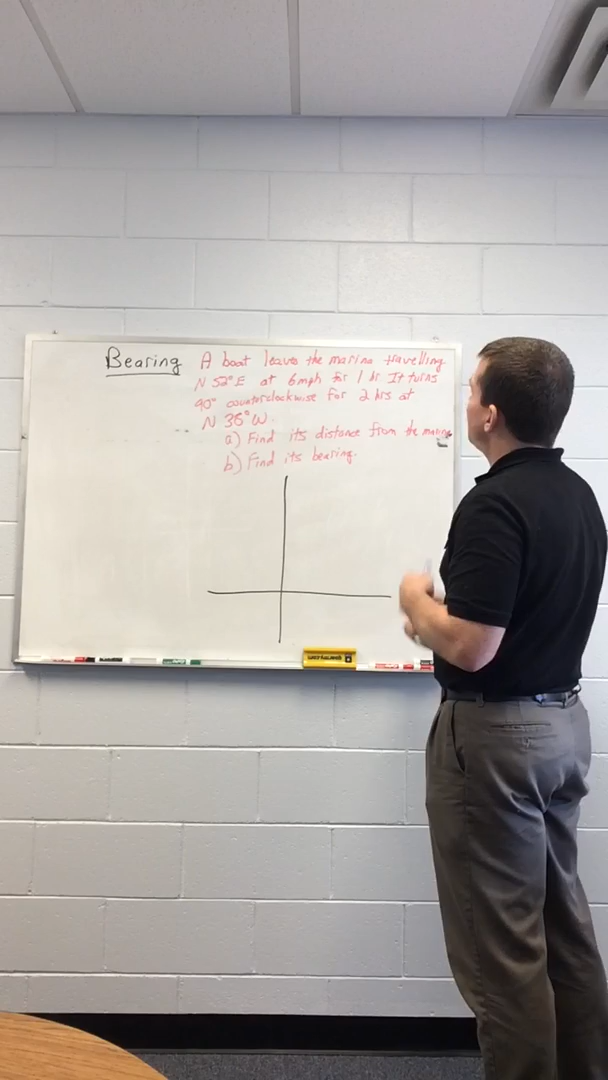 Bearing A boat leaves the marina travelling
N 52° E at 6mph for 1 hr. It turns
90° counterclockwise for 2 hrs at
N 38° W.
a) Find its distance from the marina
b) Find its bearing.